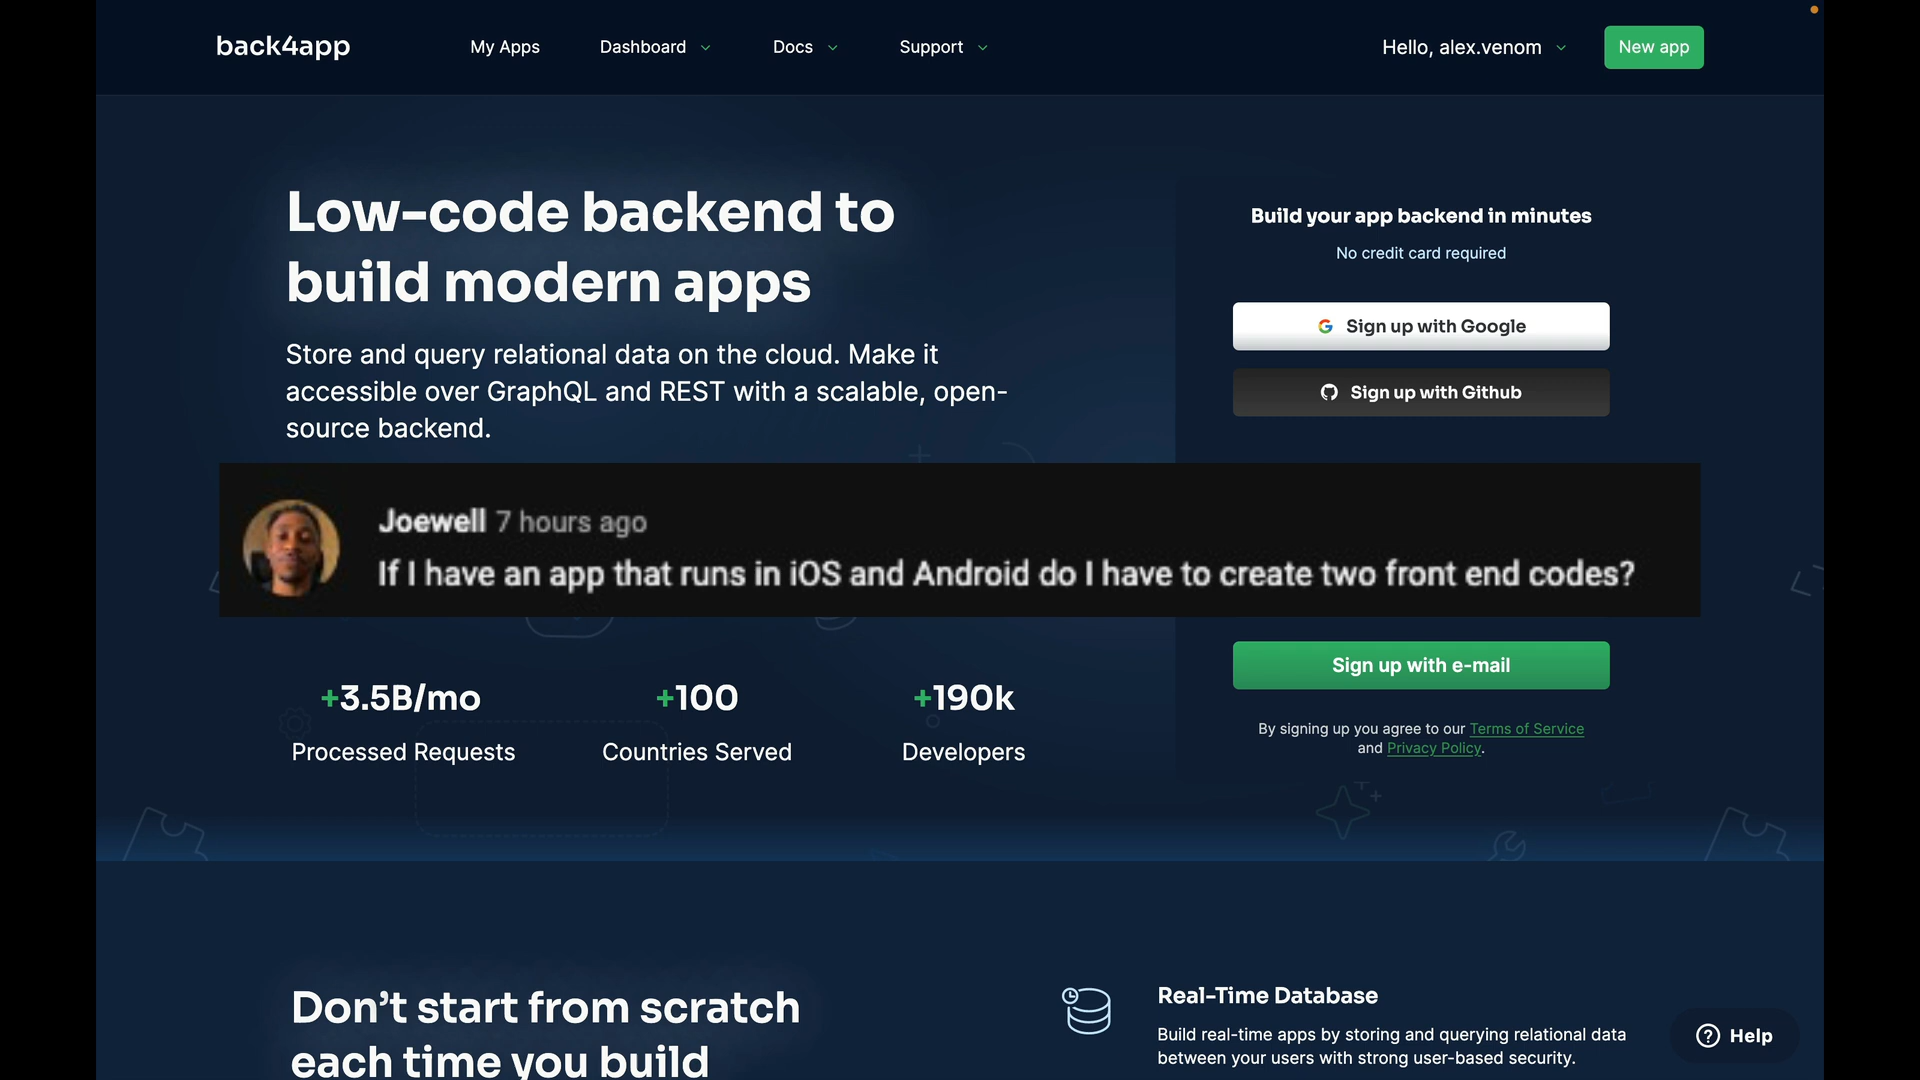 back4app
My Apps
Dashboard
Docs
Support
Hello, alex.venom
New app
Low-code backend to
build modern apps
Store and query relational data on the cloud. Make it
accessible over GraphQL and REST with a scalable, open-
source backend.
Build your app backend in minutes
No credit card required
Sign up with Google
Sign up with Github
Joewell 7 hours ago
If I have an app that runs in iOS and Android do I have to create two front end codes?
Sign up with e-mail
By signing up you agree to our Terms of Service
and Privacy Policy.
+3.5B/mo
Processed Requests
+100
Countries Served
+190k
Developers
Don’t start from scratch
each time you build
Real-Time Database
Build real-time apps by storing and querying relational data
between your users with strong user-based security.
Help